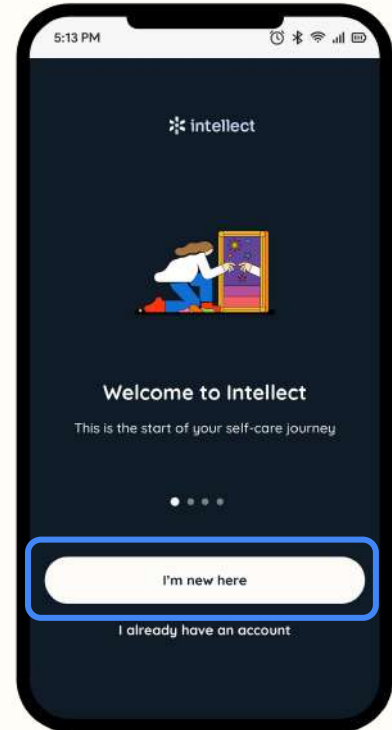 5:13 PM
intellect
Welcome to Intellect
This is the start of your self-care journey
I'm new here
I already have an account